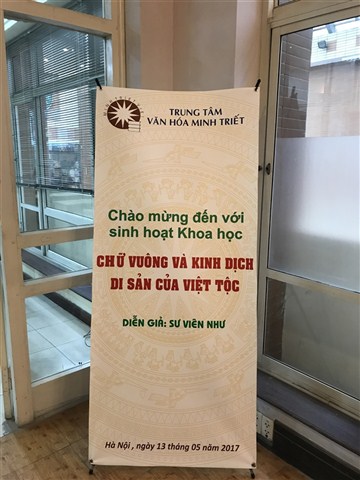 TRUNG TÂM
VĂN HÓA MINH TRIẾT
Chào mừng đến với
sinh hoạt Khoa học
CHỮ VUÔNG VÀ KINH DỊCH
DI SẢN CỦA VIỆT TỘC
DIỄN GIẢ: SƯ VIÊN NHƯ
Hà Nội, ngày 13 tháng 05 năm 2017